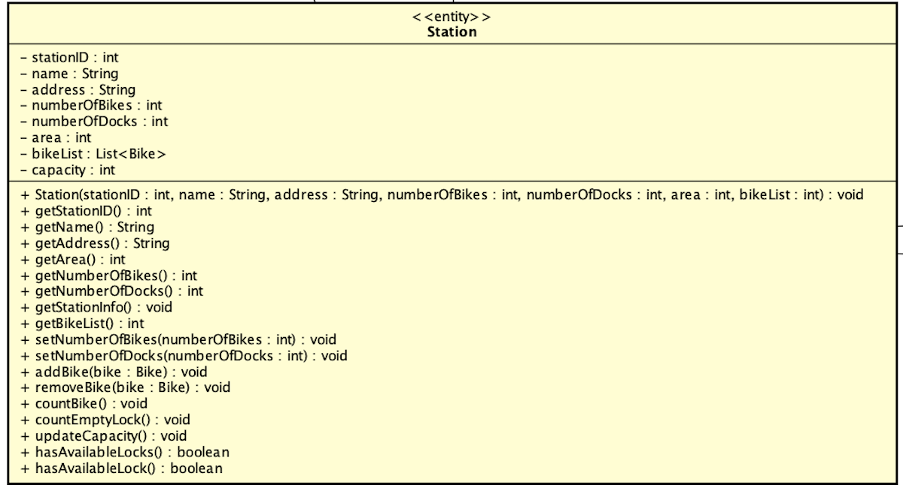 <<entity>>
Station
– stationID : int
– name : String
– address : String
– numberOfBikes : int
– numberOfDocks : int
– area : int
– bikeList : List<Bike>
– capacity : int
+ Station(stationID : int, name : String, address : String, numberOfBikes : int, numberOfDocks : int, area : int, bikeList : int) : void
+ getStationID() : int
+ getName() : String
+ getAddress() : String
+ getArea() : int
+ getNumberOfBikes() : int
+ getNumberOfDocks() : int
+ getStationInfo() : void
+ getBikeList() : int
+ setNumberOfBikes(numberOfBikes : int) : void
+ setNumberOfDocks(numberOfDocks : int) : void
+ addBike(bike : Bike) : void
+ removeBike(bike : Bike) : void
+ countBike() : void
+ countEmptyLock() : void
+ updateCapacity() : void
+ hasAvailableLocks() : boolean
+ hasAvailableLock() : boolean